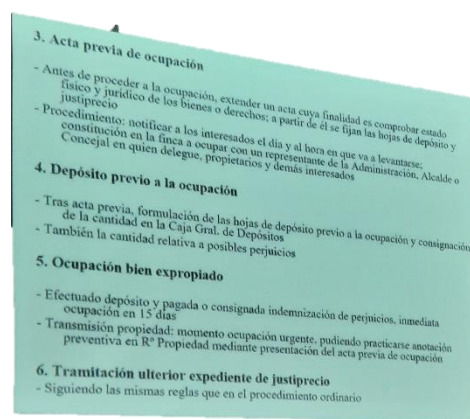 3. Acta previa de ocupación
- Antes de proceder a la ocupación, extender un acta cuya finalidad es comprobar estado
físico y jurídico de los bienes o derechos; a partir de él se fijan las hojas de depósito y
justiprecio
- Procedimiento: notificar a los interesados el día y al hora en que va a levantarse;
constitución en la finca a ocupar con un representante de la Administración, Alcalde o
Concejal en quien delegue, propietarios y demás interesados
4. Depósito previo a la ocupación
- Tras acta previa, formulación de las hojas de depósito previo a la ocupación y consignación
de la cantidad en la Caja Gral. de Depósitos
- También la cantidad relativa a posibles perjuicios
5. Ocupación bien expropiado
- Efectuado depósito y pagada o consignada indemnización de perjuicios, inmediata
ocupación en 15 días
- Transmisión propiedad: momento ocupación urgente, pudiendo practicarse anotación
preventiva en Rº Propiedad mediante presentación del acta previa de ocupación
6. Tramitación ulterior expediente de justiprecio
- Siguiendo las mismas reglas que en el procedimiento ordinario